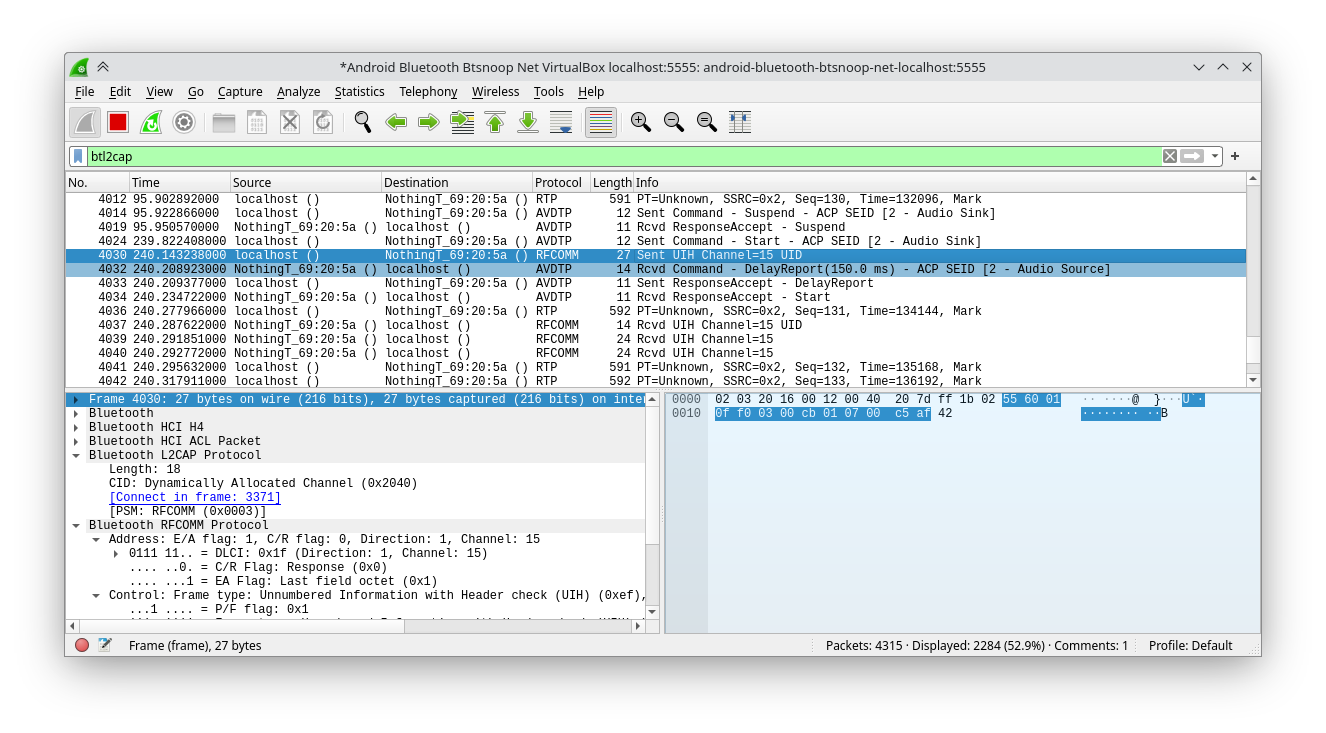 *Android Bluetooth Btsnoop Net VirtualBox localhost:5555: android-bluetooth-btsnoop-net-localhost:5555
File Edit View Go Capture Analyze Statistics Telephony Wireless Tools Help
btl2cap
No. Time Source Destination Protocol Length Info
4012 95.902892000 localhost () NothingT_69:20:5a () RTP 591 PT=Unknown, SSRC=0x2, Seq=130, Time=132096, Mark
4014 95.922866000 localhost () NothingT_69:20:5a () AVDTP 12 Sent Command - Suspend - ACP SEID [2 - Audio Sink]
4019 95.950570000 NothingT_69:20:5a () localhost () AVDTP 11 Rcvd ResponseAccept - Suspend
4024 239.822408000 localhost () NothingT_69:20:5a () AVDTP 12 Sent Command - Start - ACP SEID [2 - Audio Sink]
4030 240.143238000 localhost () NothingT_69:20:5a () RFCOMM 27 Sent UIH Channel=15 UID
4032 240.208923000 NothingT_69:20:5a () localhost () AVDTP 14 Rcvd Command - DelayReport(150.0 ms) - ACP SEID [2 - Audio Source]
4033 240.209377000 localhost () NothingT_69:20:5a () AVDTP 11 Sent ResponseAccept - DelayReport
4034 240.234722000 NothingT_69:20:5a () localhost () AVDTP 11 Rcvd ResponseAccept - Start
4036 240.277966000 localhost () NothingT_69:20:5a () RTP 592 PT=Unknown, SSRC=0x2, Seq=131, Time=134144, Mark
4037 240.287622000 NothingT_69:20:5a () localhost () RFCOMM 14 Rcvd UIH Channel=15 UID
4039 240.291851000 NothingT_69:20:5a () localhost () RFCOMM 24 Rcvd UIH Channel=15
4040 240.292772000 NothingT_69:20:5a () localhost () RFCOMM 24 Rcvd UIH Channel=15
4041 240.295632000 localhost () NothingT_69:20:5a () RTP 591 PT=Unknown, SSRC=0x2, Seq=132, Time=135168, Mark
4042 240.317911000 localhost () NothingT_69:20:5a () RTP 592 PT=Unknown, SSRC=0x2, Seq=133, Time=136192, Mark
Frame 4030: 27 bytes on wire (216 bits), 27 bytes captured (216 bits) on inte
Bluetooth
Bluetooth HCI H4
Bluetooth HCI ACL Packet
Bluetooth L2CAP Protocol
Length: 18
CID: Dynamically Allocated Channel (0x2040)
[Connect in frame: 3371]
[PSM: RFCOMM (0x0003)]
Bluetooth RFCOMM Protocol
Address: E/A flag: 1, C/R flag: 0, Direction: 1, Channel: 15
0111 11.. = DLCI: 0x1f (Direction: 1, Channel: 15)
.... ..0. = C/R Flag: Response (0x0)
.... ...1 = EA Flag: Last field octet (0x1)
Control: Frame type: Unnumbered Information with Header check (UIH) (0xef),
...1 .... = P/F flag: 0x1
0000 02 03 20 16 00 12 00 40 20 7d ff 1b 02 55 60 01 ·· ····@ }···U`·
0010 0f f0 03 00 cb 01 07 00 c5 af 42 ········ ··B
Frame (frame), 27 bytes
Packets: 4315 · Displayed: 2284 (52.9%) · Comments: 1
Profile: Default